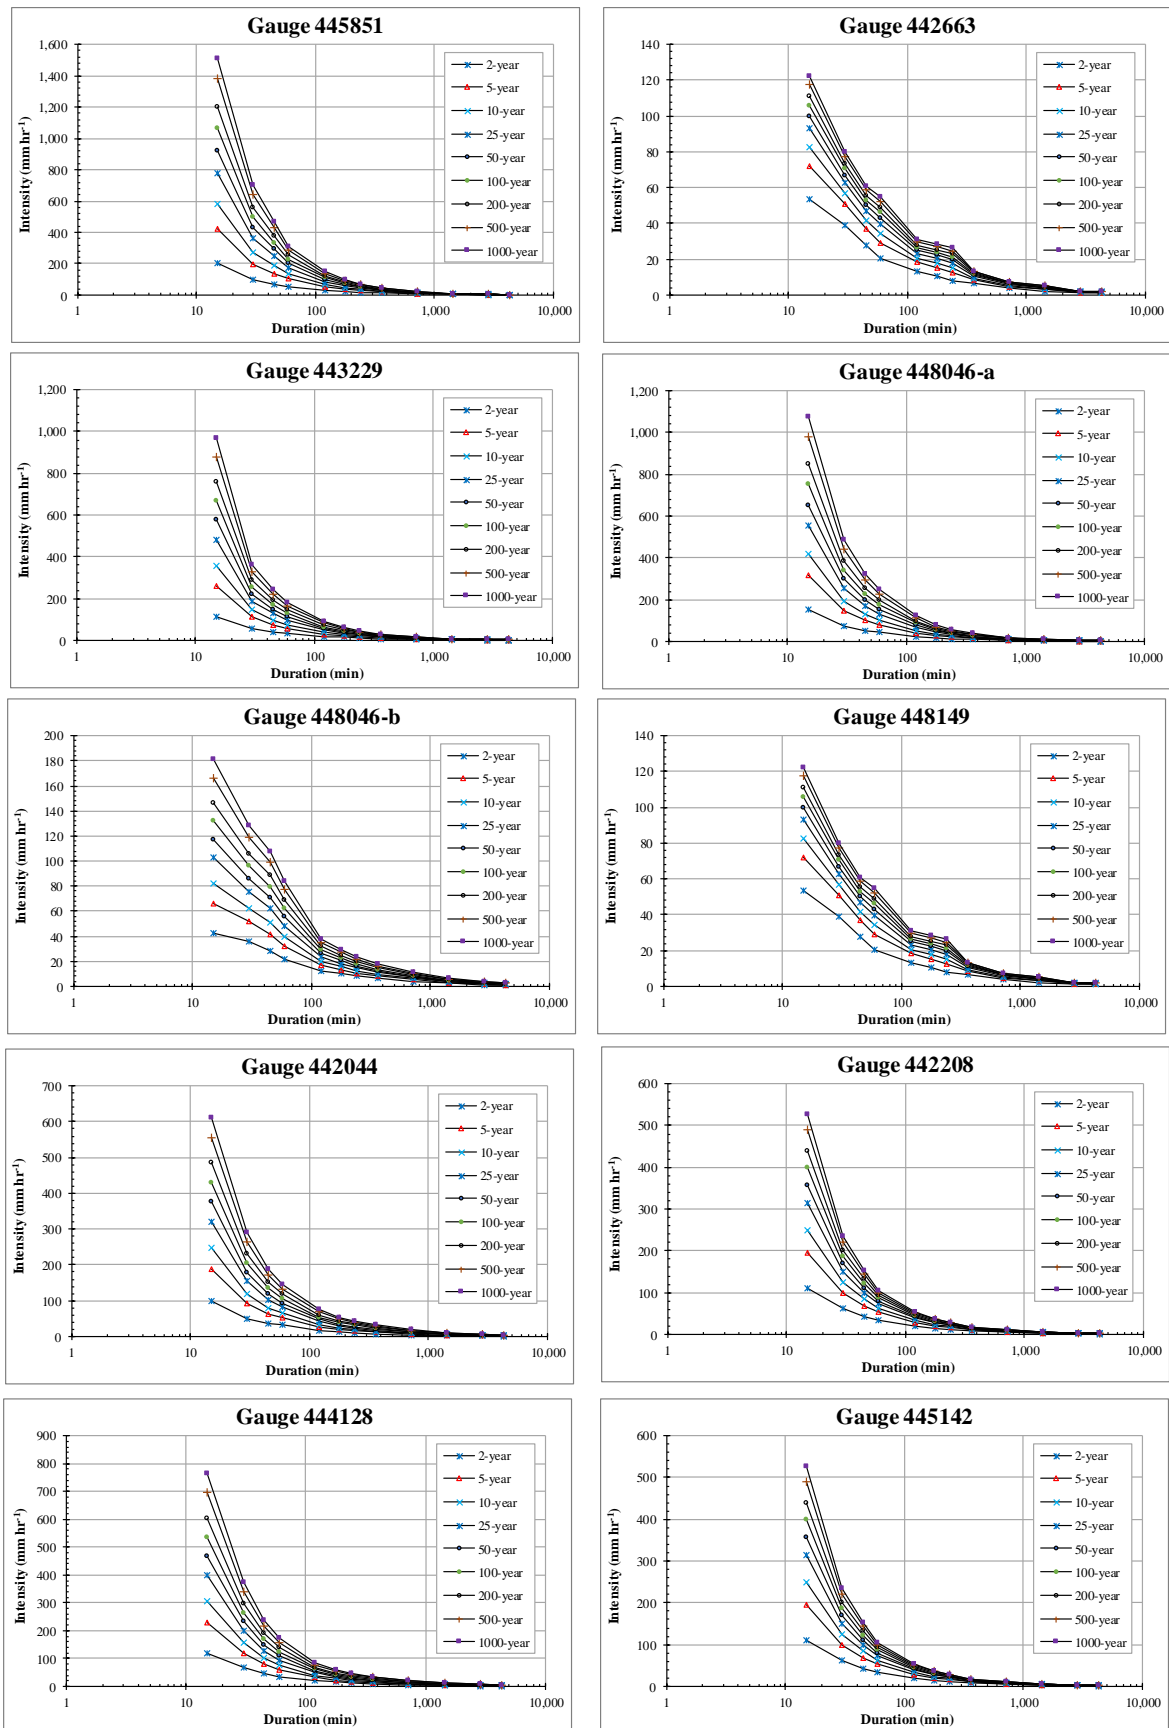 Gauge 445851
1,600
1,400
1,200
1,000
800
600
400
200
0
1
10
100
1,000
10,000
Intensity (mm hr⁻¹)
Duration (min)
2-year
5-year
10-year
25-year
50-year
100-year
200-year
500-year
1000-year
Gauge 442663
140
120
100
80
60
40
20
0
1
10
100
1,000
10,000
Intensity (mm hr⁻¹)
Duration (min)
2-year
5-year
10-year
25-year
50-year
100-year
200-year
500-year
1000-year
Gauge 443229
1,200
1,000
800
600
400
200
0
1
10
100
1,000
10,000
Intensity (mm hr⁻¹)
Duration (min)
2-year
5-year
10-year
25-year
50-year
100-year
200-year
500-year
1000-year
Gauge 448046-a
1,200
1,000
800
600
400
200
0
1
10
100
1,000
10,000
Intensity (mm hr⁻¹)
Duration (min)
2-year
5-year
10-year
25-year
50-year
100-year
200-year
500-year
1000-year
Gauge 448046-b
200
180
160
140
120
100
80
60
40
20
0
1
10
100
1,000
10,000
Intensity (mm hr⁻¹)
Duration (min)
2-year
5-year
10-year
25-year
50-year
100-year
200-year
500-year
1000-year
Gauge 448149
140
120
100
80
60
40
20
0
1
10
100
1,000
10,000
Intensity (mm hr⁻¹)
Duration (min)
2-year
5-year
10-year
25-year
50-year
100-year
200-year
500-year
1000-year
Gauge 442044
700
600
500
400
300
200
100
0
1
10
100
1,000
10,000
Intensity (mm hr⁻¹)
Duration (min)
2-year
5-year
10-year
25-year
50-year
100-year
200-year
500-year
1000-year
Gauge 442208
600
500
400
300
200
100
0
1
10
100
1,000
10,000
Intensity (mm hr⁻¹)
Duration (min)
2-year
5-year
10-year
25-year
50-year
100-year
200-year
500-year
1000-year
Gauge 444128
900
800
700
600
500
400
300
200
100
0
1
10
100
1,000
10,000
Intensity (mm hr⁻¹)
Duration (min)
2-year
5-year
10-year
25-year
50-year
100-year
200-year
500-year
1000-year
Gauge 445142
600
500
400
300
200
100
0
1
10
100
1,000
10,000
Intensity (mm hr⁻¹)
Duration (min)
2-year
5-year
10-year
25-year
50-year
100-year
200-year
500-year
1000-year